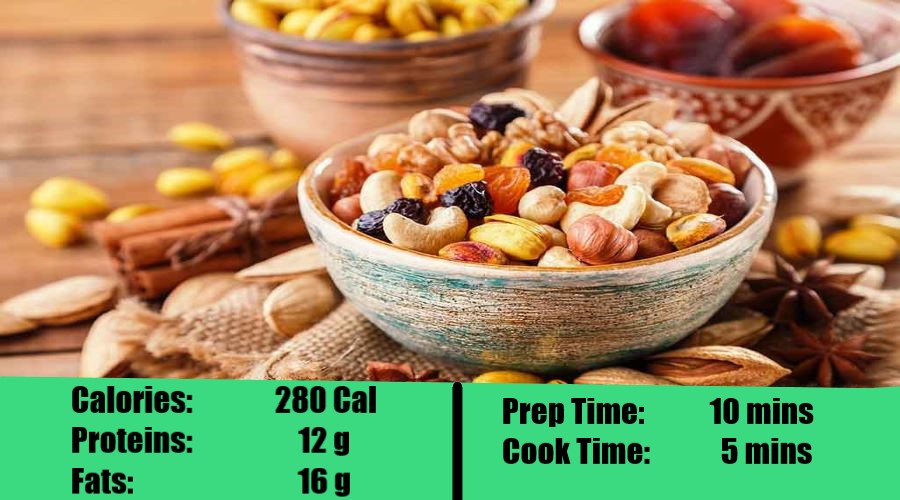 Calories: 280 Cal
Proteins: 12 g
Fats: 16 g
Prep Time: 10 mins
Cook Time: 5 mins